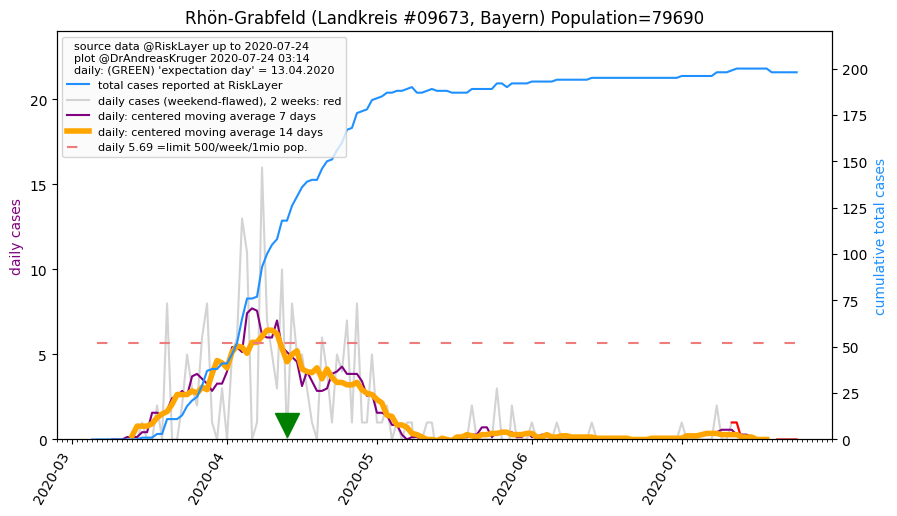 Rhön-Grabfeld (Landkreis #09673, Bayern) Population=79690
source data @RiskLayer up to 2020-07-24
plot @DrAndreasKruger 2020-07-24 03:14
daily: (GREEN) 'expectation day' = 13.04.2020
total cases reported at RiskLayer
daily cases (weekend-flawed), 2 weeks: red
daily: centered moving average 7 days
daily: centered moving average 14 days
daily 5.69 =limit 500/week/1mio pop.
daily cases
20
15
10
5
0
cumulative total cases
200
175
150
125
100
75
50
25
0
2020-03
2020-04
2020-05
2020-06
2020-07